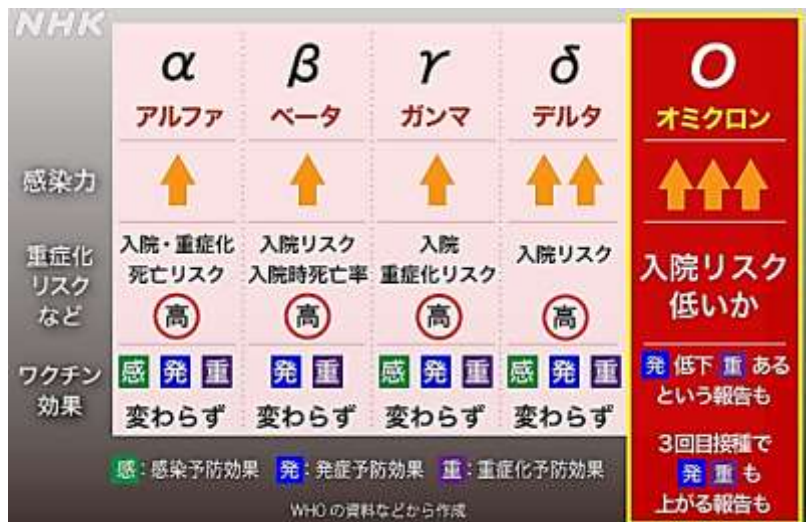 NHK
α
β
γ
δ
Ο
アルファ
ベータ
ガンマ
デルタ
オミクロン
感染力
重症化
リスク
など
入院・重症化
死亡リスク
高
入院リスク
入院時死亡率
高
入院
重症化リスク
高
入院リスク
高
入院リスク
低いか
ワクチン
効果
感 発 重
変わらず
発 重
変わらず
感 発 重
変わらず
感 発 重
変わらず
発 低下 重 ある
という報告も
3回目接種で
発 重 も
上がる報告も
感:感染予防効果 発:発症予防効果 重:重症化予防効果
WHOの資料などから作成